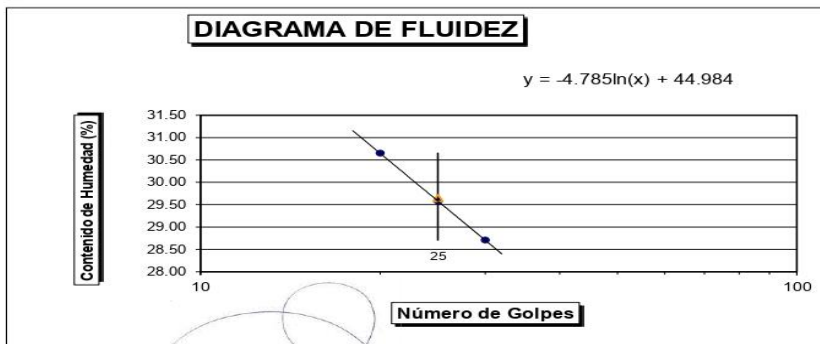 DIAGRAMA DE FLUIDEZ
y = -4.785ln(x) + 44.984
Contenido de Humedad (%)
31.50
31.00
30.50
30.00
29.50
29.00
28.50
28.00
25
10
100
Número de Golpes